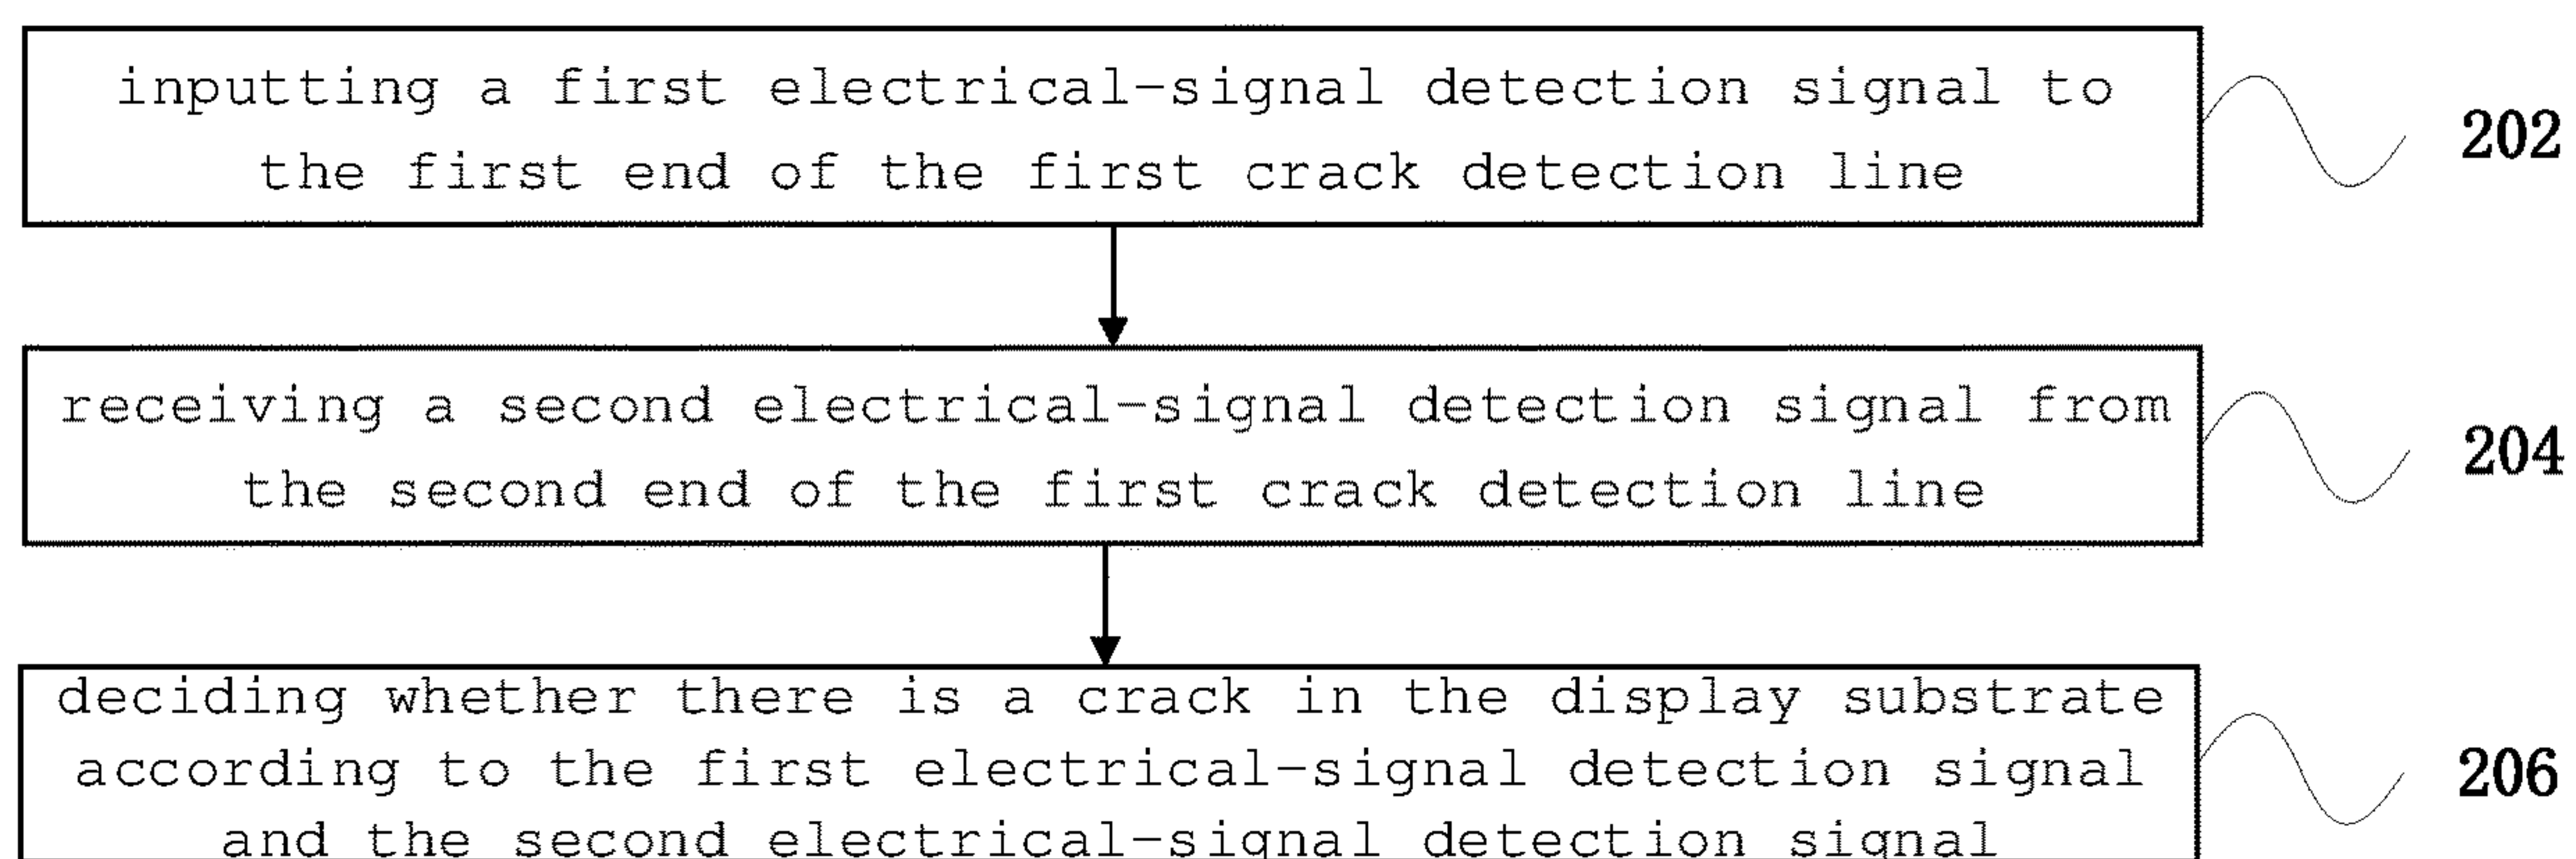 inputting a first electrical-signal detection signal to
the first end of the first crack detection line
202
receiving a second electrical-signal detection signal from
the second end of the first crack detection line
204
deciding whether there is a crack in the display substrate
according to the first electrical-signal detection signal
and the second electrical-signal detection signal
206